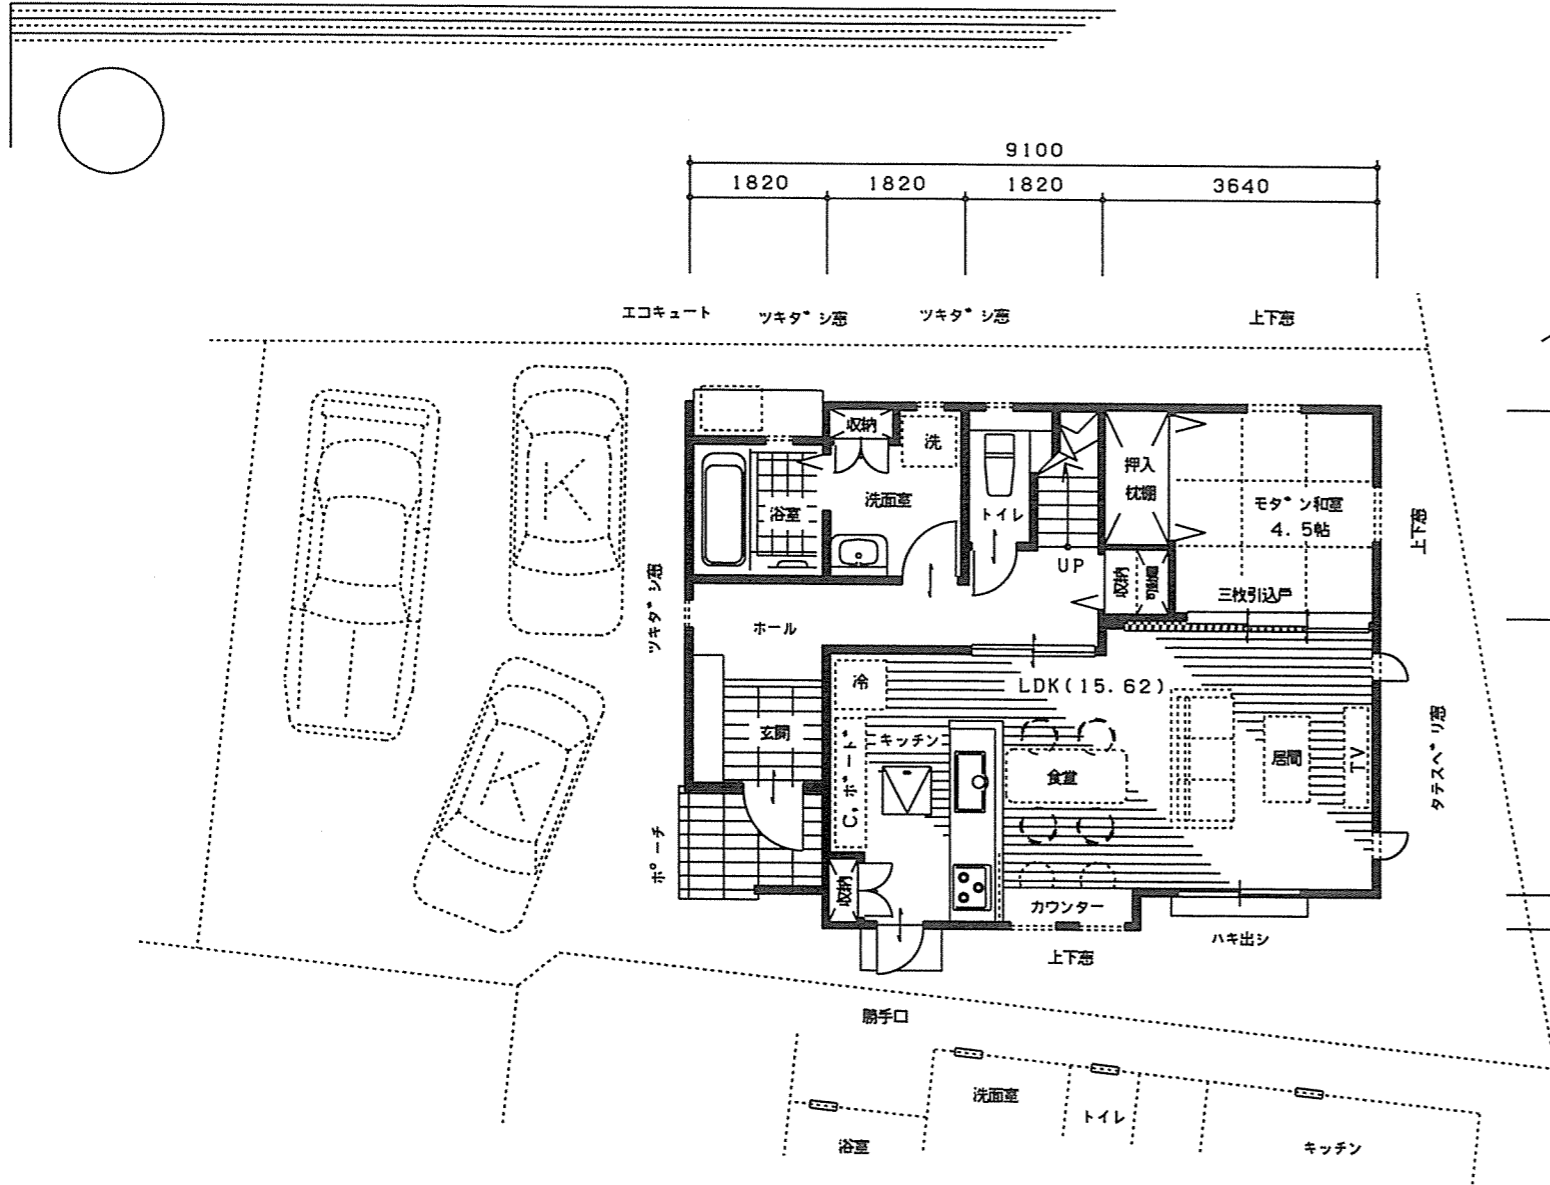 9100
1820 1820 1820 3640
エコキュート ツキダシ窓 ツキダシ窓 上下窓
収納
洗
押入
枕棚
洗面室
浴室
トイレ
モダン和室
4.5帖
上下窓
UP
収納
可動棚
三枚引込戸
ツキダシ窓
ホール
冷
LDK(15.62)
玄関
キッチン
C,ボード
食堂
居間
TV
タテスベリ窓
ポーチ
収納
カウンター
上下窓
ハキ出シ
勝手口
K
K
洗面室
トイレ
浴室
キッチン